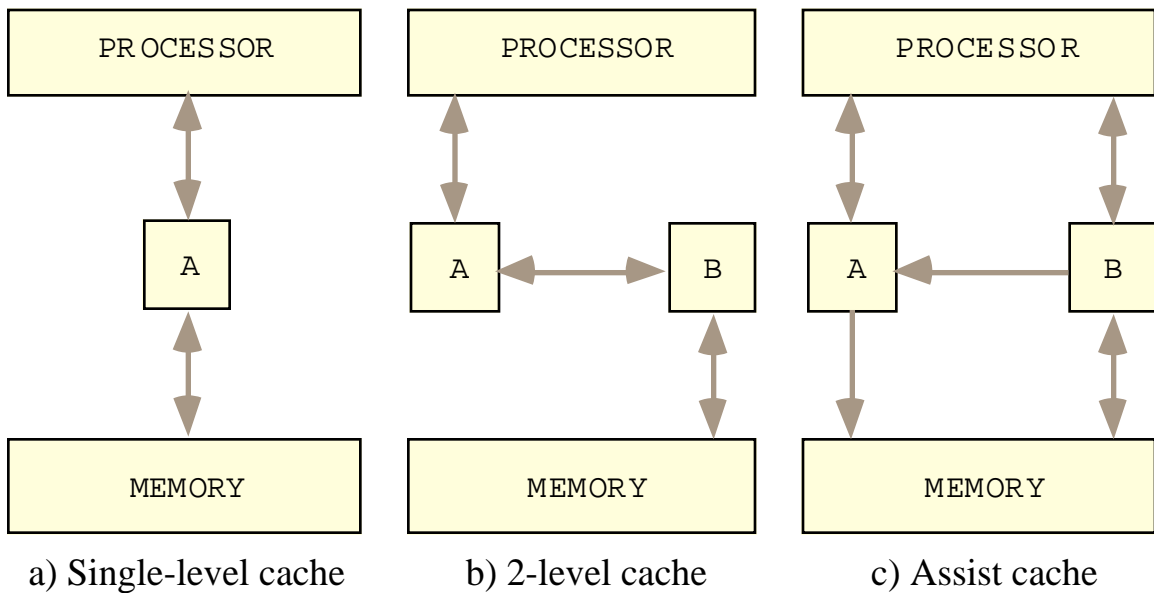 PROCESSOR PROCESSOR PROCESSOR
A A B A B
MEMORY MEMORY MEMORY
a) Single-level cache b) 2-level cache c) Assist cache